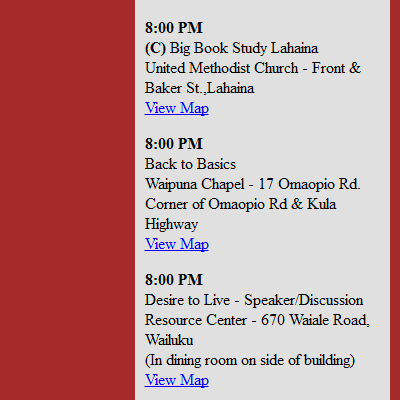 8:00 PM
(C) Big Book Study Lahaina
United Methodist Church - Front &
Baker St.,Lahaina
View Map
8:00 PM
Back to Basics
Waipuna Chapel - 17 Omaopio Rd.
Corner of Omaopio Rd & Kula
Highway
View Map
8:00 PM
Desire to Live - Speaker/Discussion
Resource Center - 670 Waiale Road,
Wailuku
(In dining room on side of building)
View Map